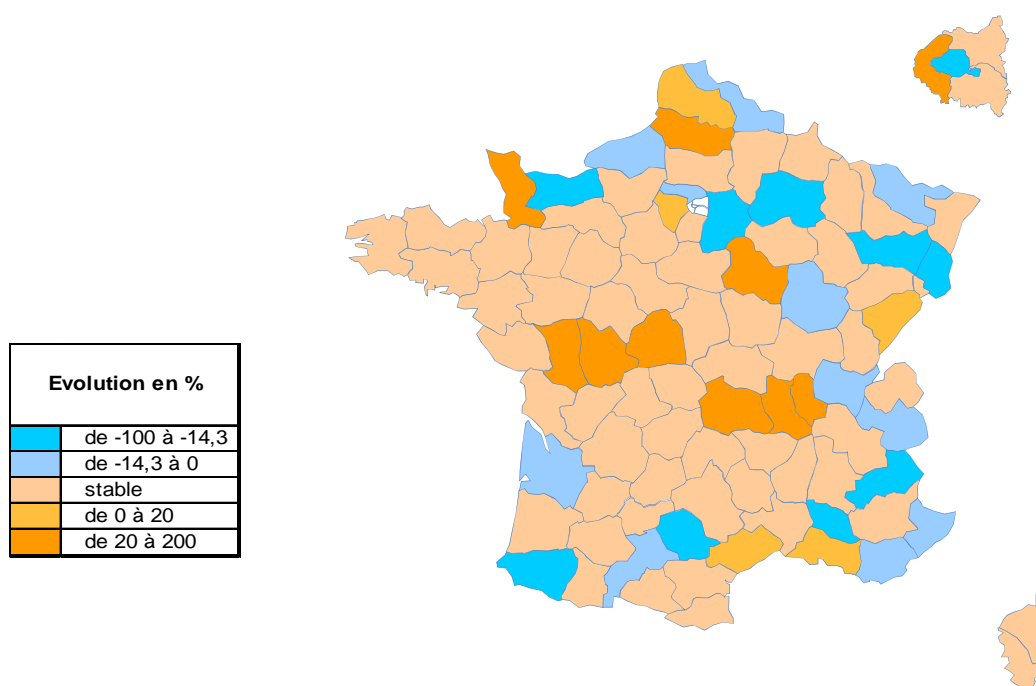 Evolution en %
de -100 à -14,3
de -14,3 à 0
stable
de 0 à 20
de 20 à 200